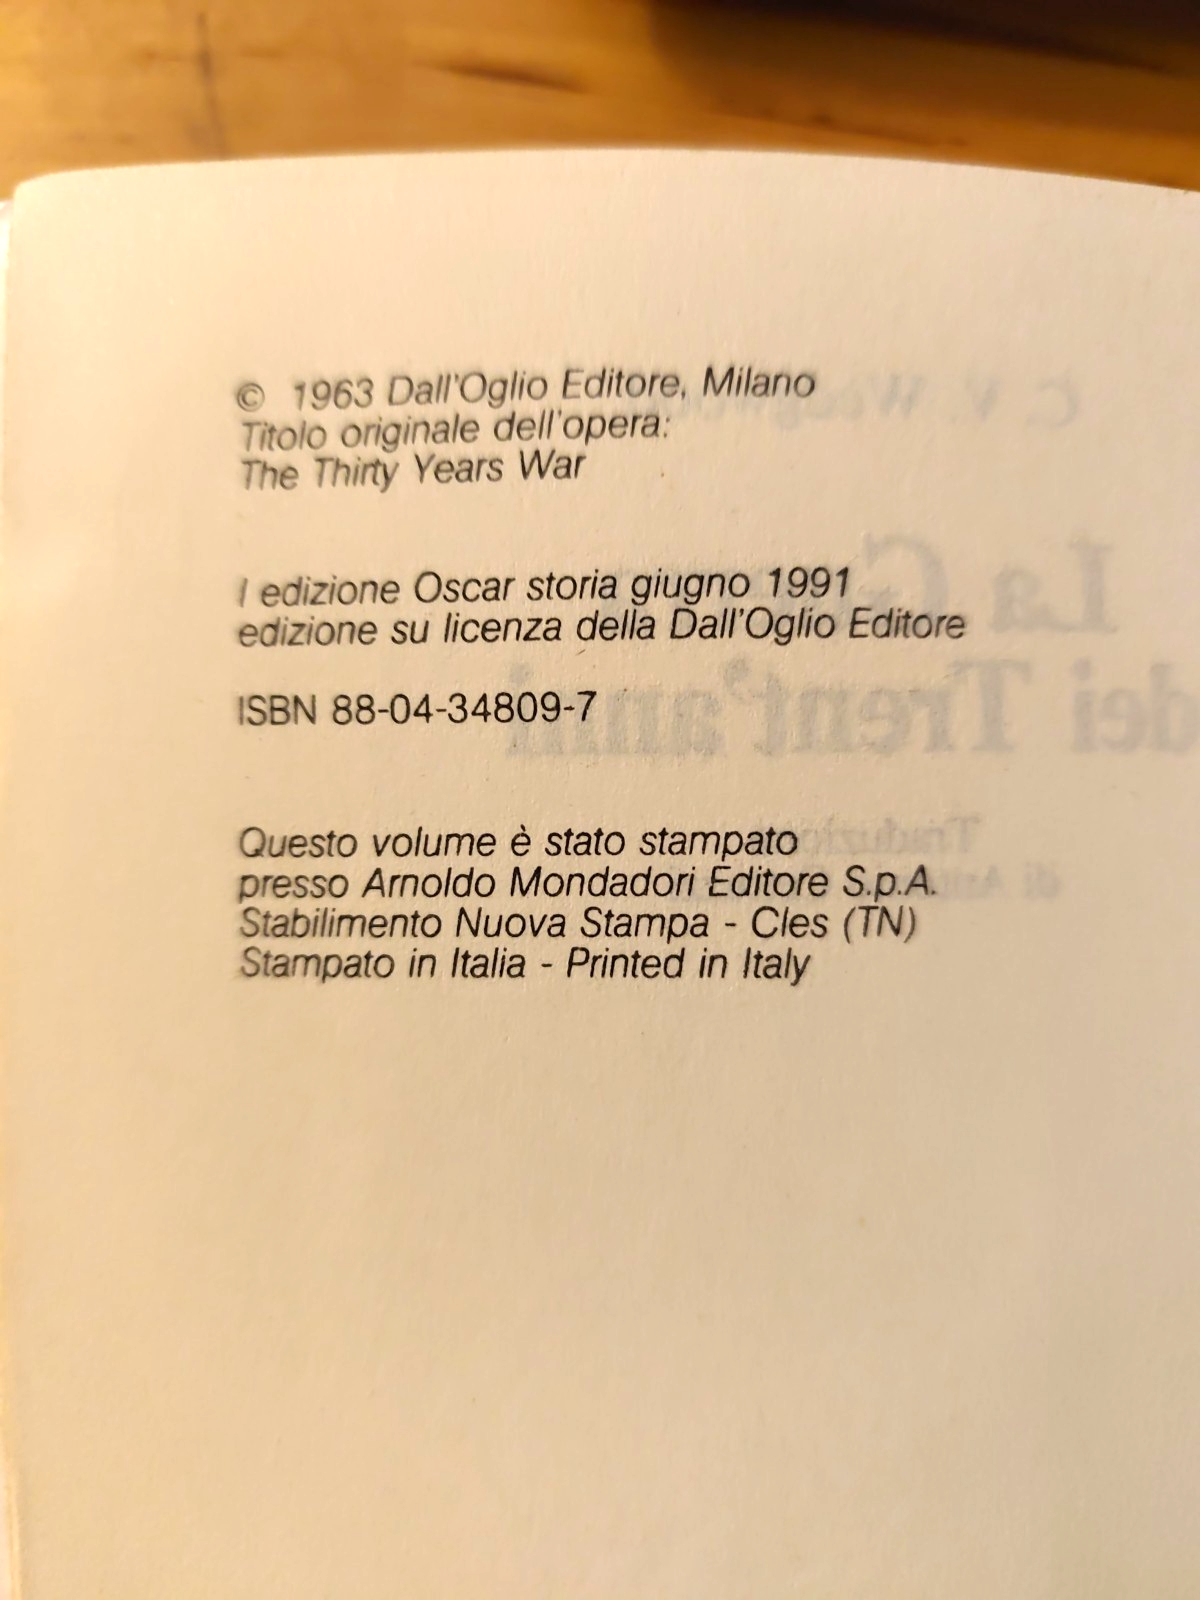 © 1963 Dall'Oglio Editore, Milano
Titolo originale dell'opera:
The Thirty Years War
I edizione Oscar storia giugno 1991
edizione su licenza della Dall'Oglio Editore
ISBN 88-04-34809-7
Questo volume è stato stampato
presso Arnoldo Mondadori Editore S.p.A.
Stabilimento Nuova Stampa - Cles (TN)
Stampato in Italia - Printed in Italy